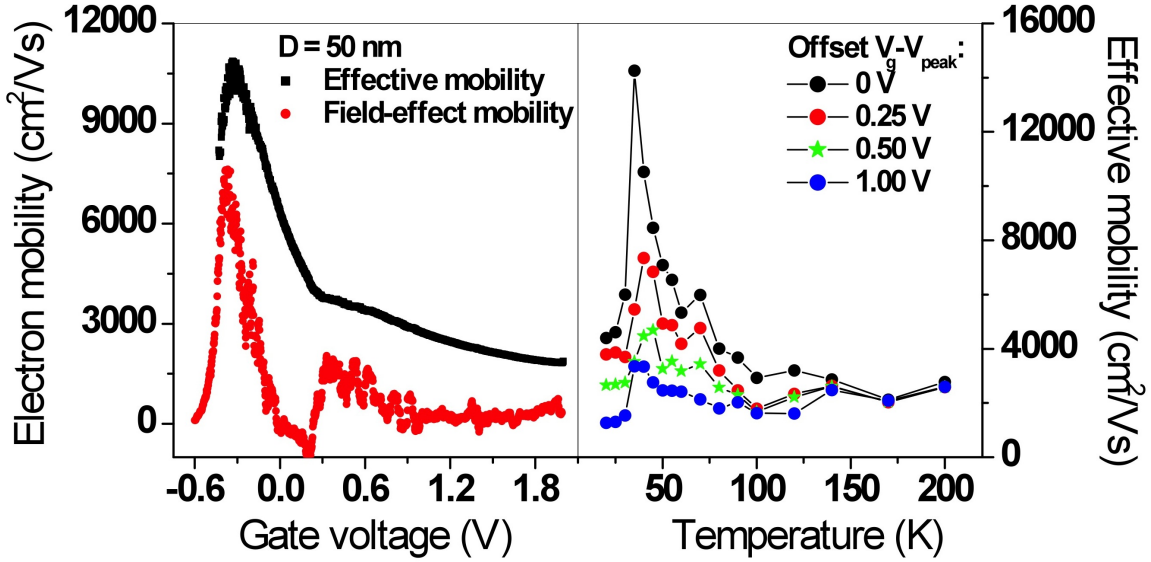 Electron mobility (cm²/Vs)
12000
9000
6000
3000
0
D = 50 nm
Effective mobility
Field-effect mobility
-0.6 0.0 0.6 1.2 1.8
Gate voltage (V)
Offset Vg-Vpeak:
0 V
0.25 V
0.50 V
1.00 V
50 100 150 200
Temperature (K)
16000
12000
8000
4000
0
Effective mobility (cm²/Vs)